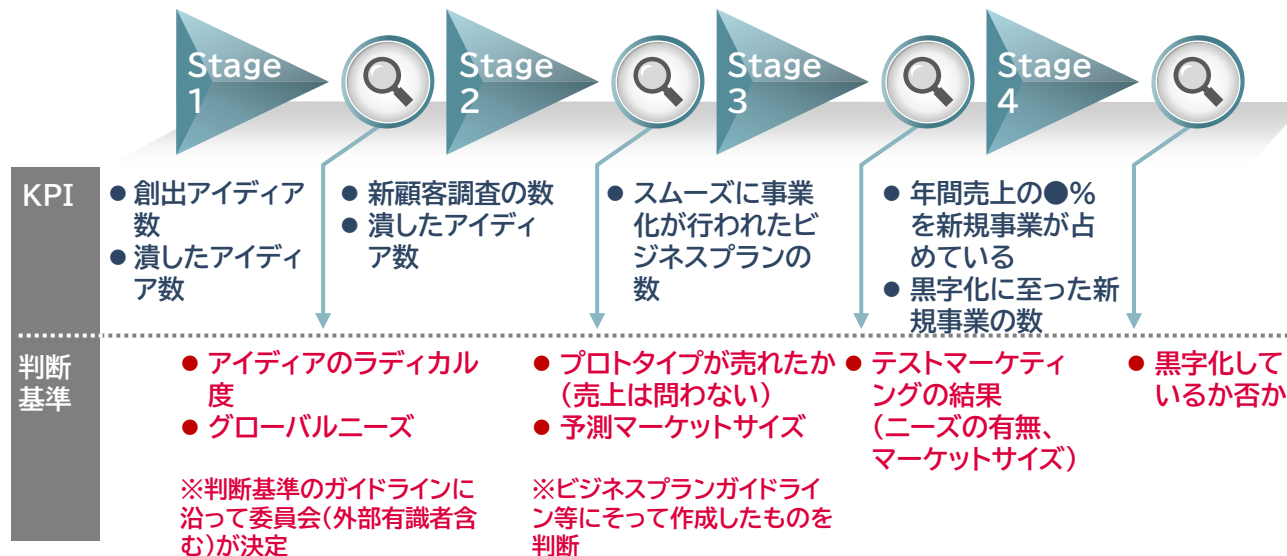 Stage
1
Stage
2
Stage
3
Stage
4
KPI
● 創出アイディア
数
● 潰したアイディ
ア数
● 新顧客調査の数
● 潰したアイディ
ア数
● スムーズに事業
化が行われたビ
ジネスプランの
数
● 年間売上の●%
を新規事業が占
めている
● 黒字化に至った新
規事業の数
判断
基準
● アイディアのラディカル
度
● グローバルニーズ
※判断基準のガイドラインに
沿って委員会(外部有識者含
む)が決定
● プロトタイプが売れたか
(売上は問わない)
● 予測マーケットサイズ
※ビジネスプランガイドライ
ン等にそって作成したものを
判断
● テストマーケティ
ングの結果
(ニーズの有無、
マーケットサイズ)
● 黒字化して
いるか否か